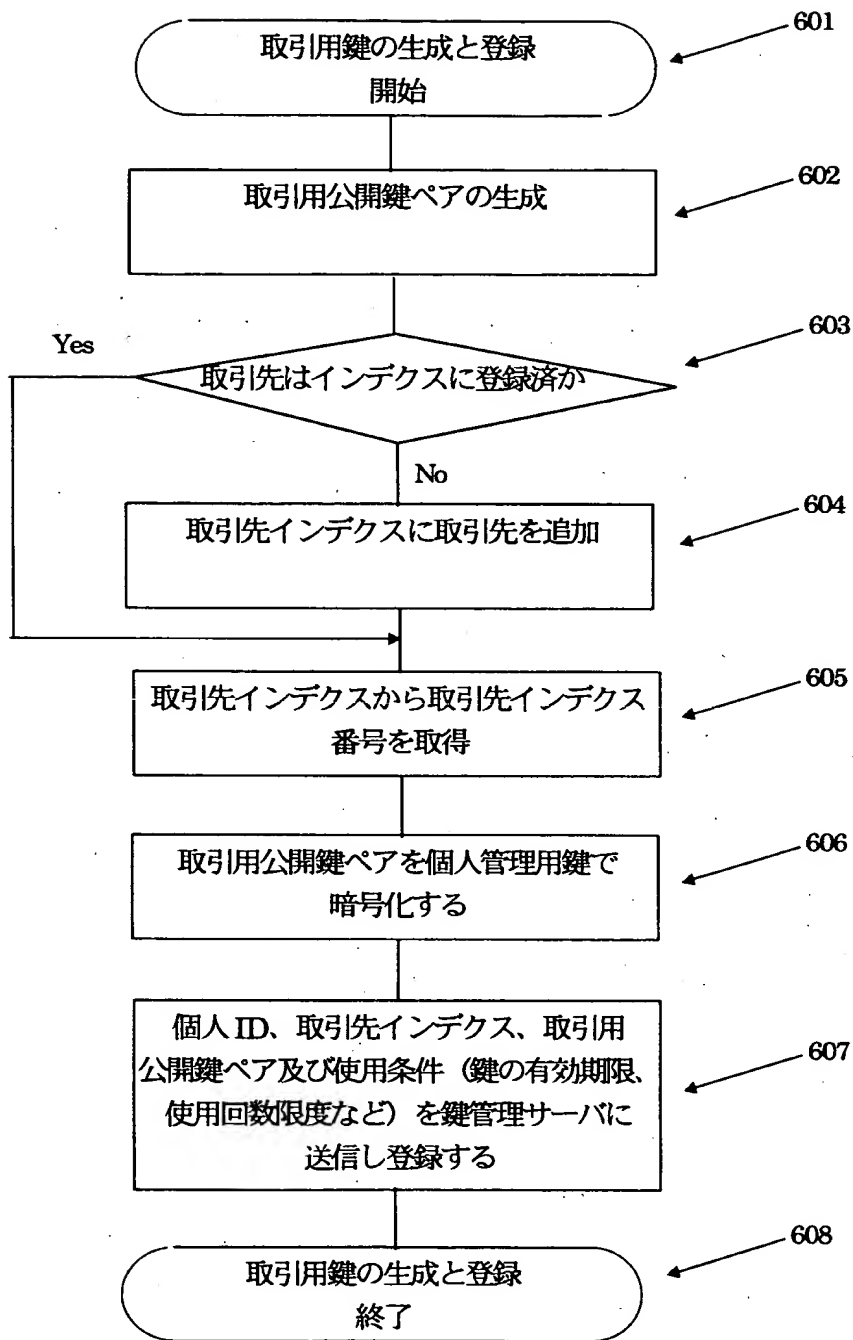 取引用鍵の生成と登録
開始
601
取引用公開鍵ペアの生成
602
Yes
取引先はインデクスに登録済か
603
No
取引先インデクスに取引先を追加
604
取引先インデクスから取引先インデクス
番号を取得
605
取引用公開鍵ペアを個人管理用鍵で
暗号化する
606
個人 ID、取引先インデクス、取引用
公開鍵ペア及び使用条件（鍵の有効期限、
使用回数限度など）を鍵管理サーバに
送信し登録する
607
取引用鍵の生成と登録
終了
608